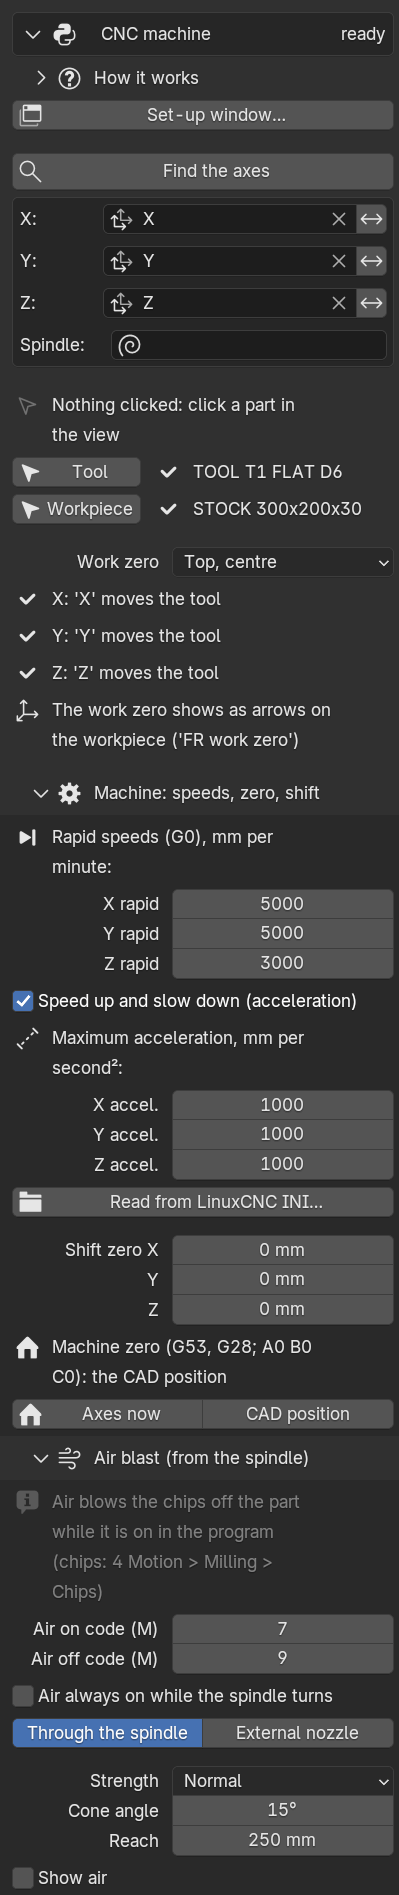 CNC machine ready
How it works
Set-up window...
Find the axes
X: X
Y: Y
Z: Z
Spindle:
Nothing clicked: click a part in
the view
Tool TOOL T1 FLAT D6
Workpiece STOCK 300x200x30
Work zero Top, centre
X: 'X' moves the tool
Y: 'Y' moves the tool
Z: 'Z' moves the tool
The work zero shows as arrows on
the workpiece ('FR work zero')
Machine: speeds, zero, shift
Rapid speeds (G0), mm per
minute:
X rapid 5000
Y rapid 5000
Z rapid 3000
Speed up and slow down (acceleration)
Maximum acceleration, mm per
second²:
X accel. 1000
Y accel. 1000
Z accel. 1000
Read from LinuxCNC INI...
Shift zero X 0 mm
Y 0 mm
Z 0 mm
Machine zero (G53, G28; A0 B0
C0): the CAD position
Axes now CAD position
Air blast (from the spindle)
Air blows the chips off the part
while it is on in the program
(chips: 4 Motion > Milling >
Chips)
Air on code (M) 7
Air off code (M) 9
Air always on while the spindle turns
Through the spindle External nozzle
Strength Normal
Cone angle 15°
Reach 250 mm
Show air